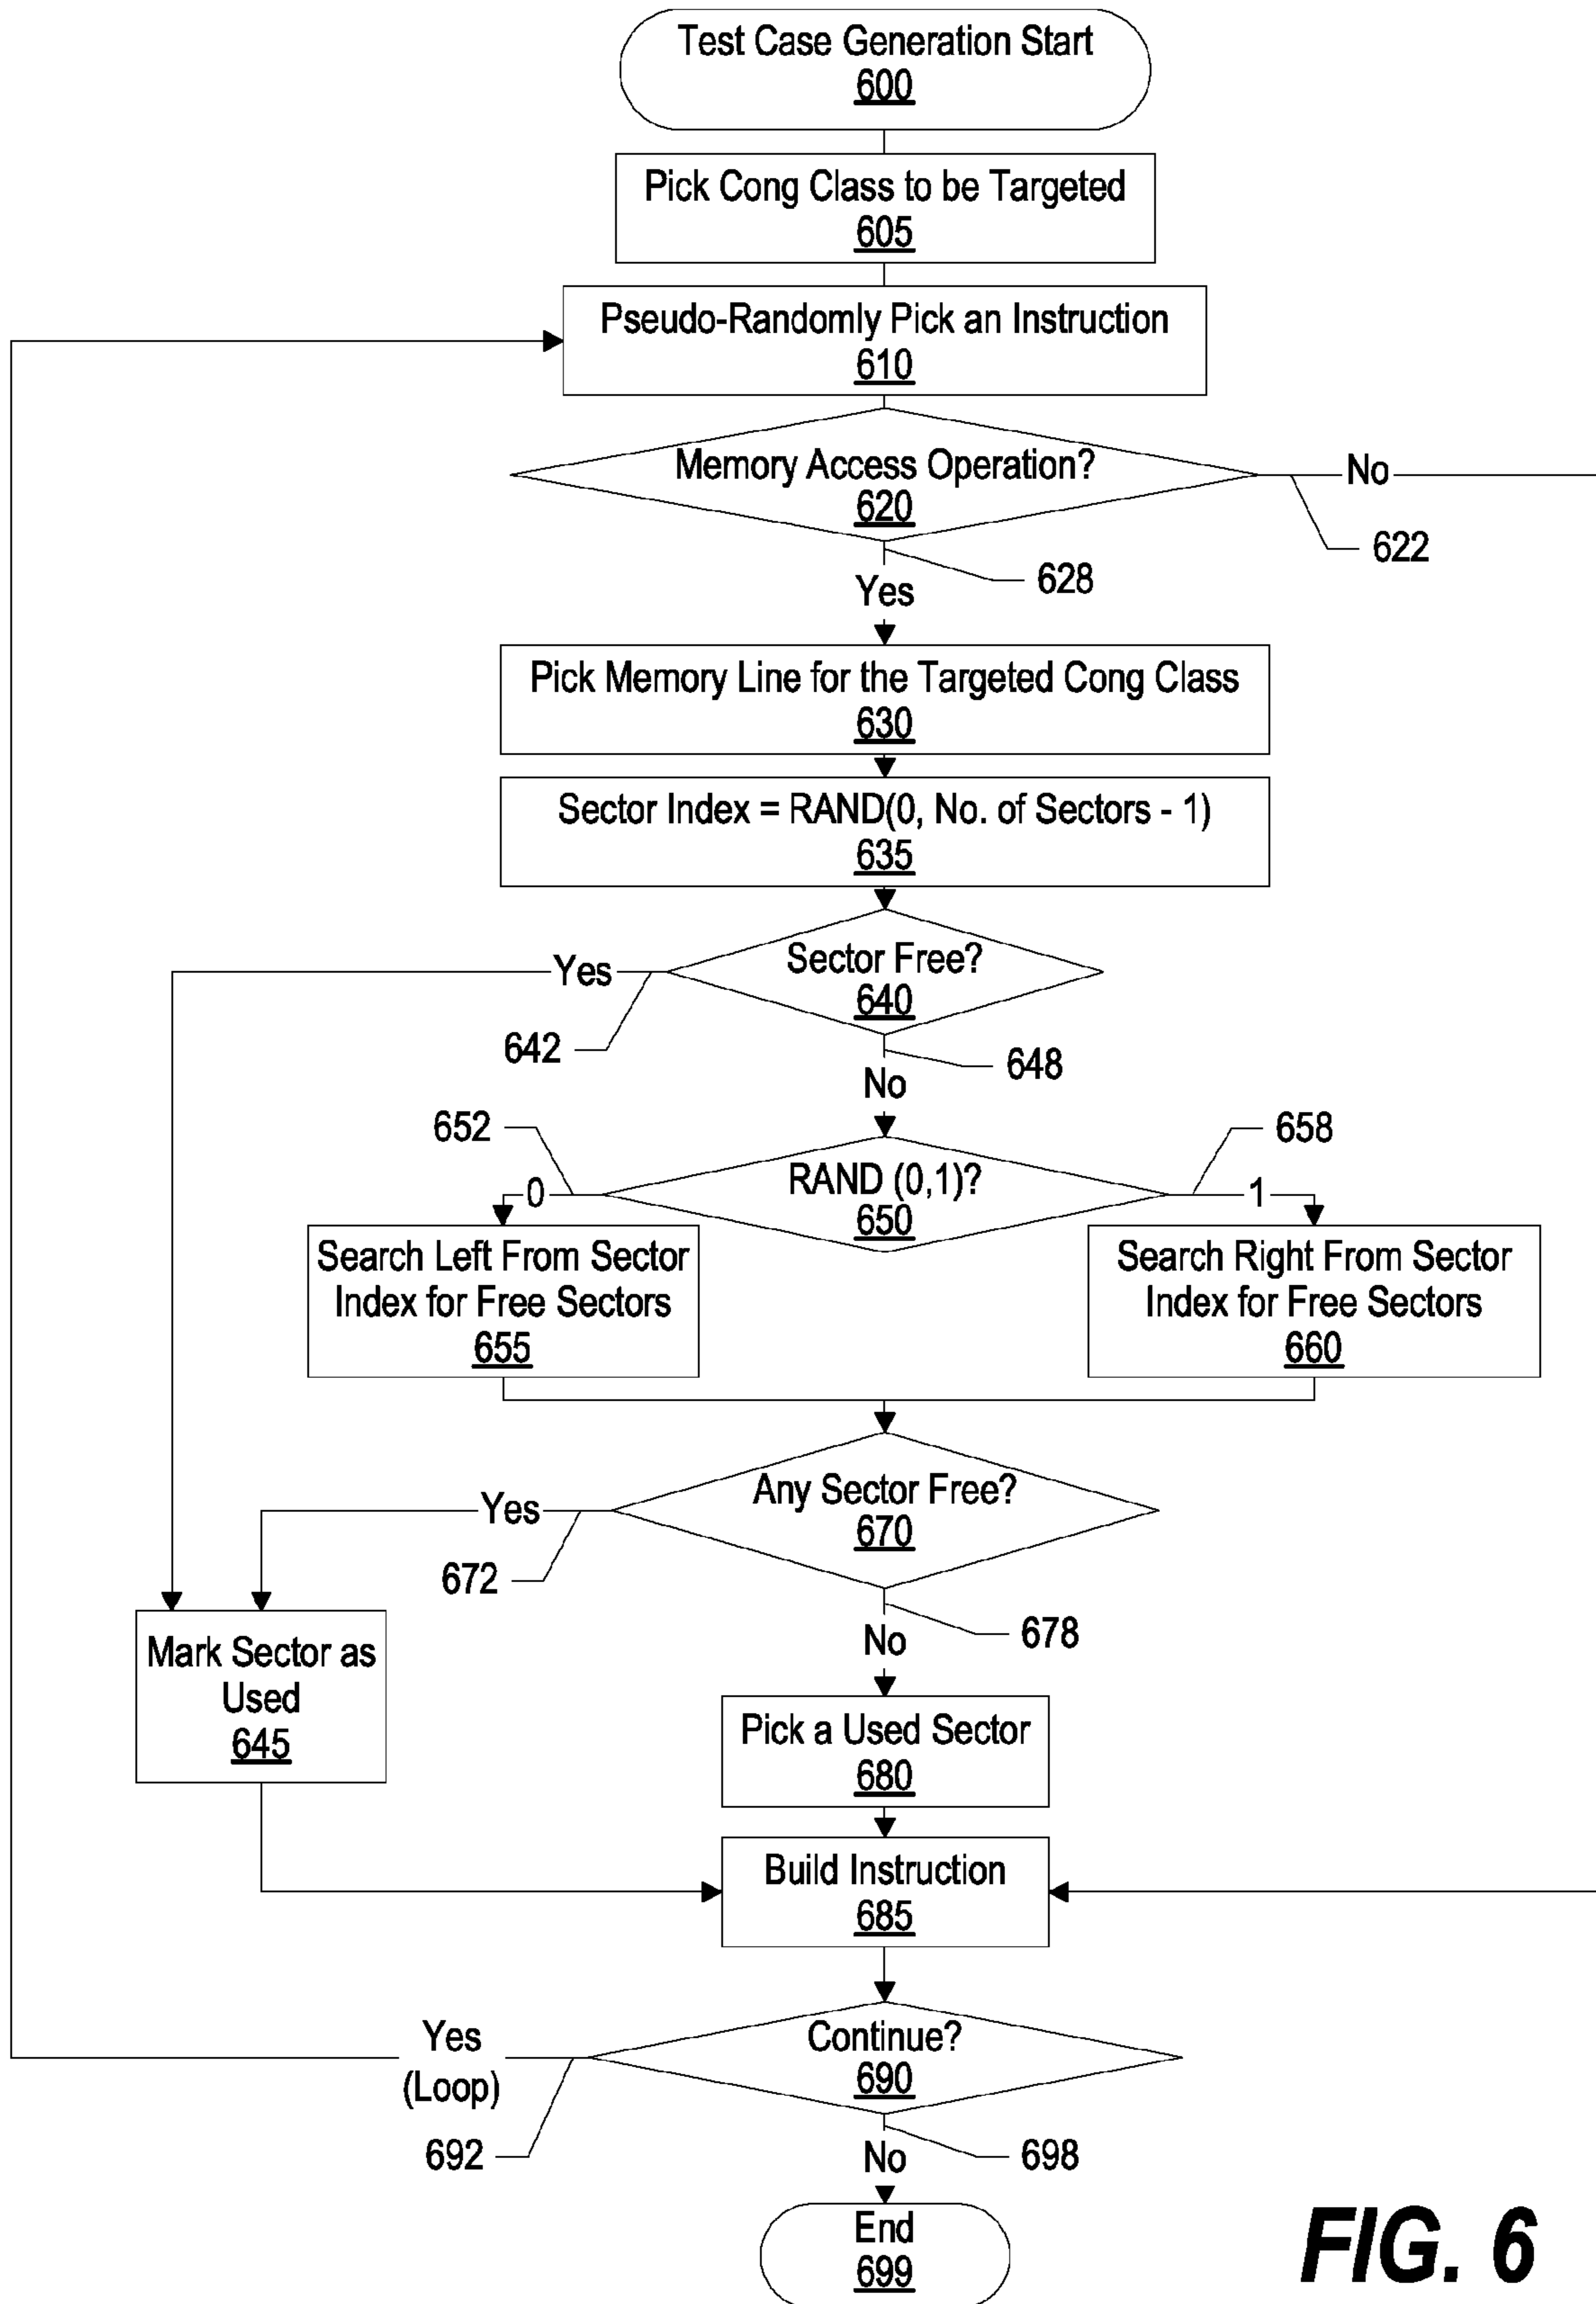 Test Case Generation Start
600
Pick Cong Class to be Targeted
605
Pseudo-Randomly Pick an Instruction
610
Memory Access Operation?
620
No
622
628
Yes
Pick Memory Line for the Targeted Cong Class
630
Sector Index = RAND(0, No. of Sectors - 1)
635
Sector Free?
640
Yes
642
648
No
652
658
RAND (0,1)?
650
0
1
Search Left From Sector
Index for Free Sectors
655
Search Right From Sector
Index for Free Sectors
660
Any Sector Free?
670
Yes
672
678
No
Mark Sector as
Used
645
Pick a Used Sector
680
Build Instruction
685
Continue?
690
Yes
(Loop)
692
698
No
End
699
FIG. 6